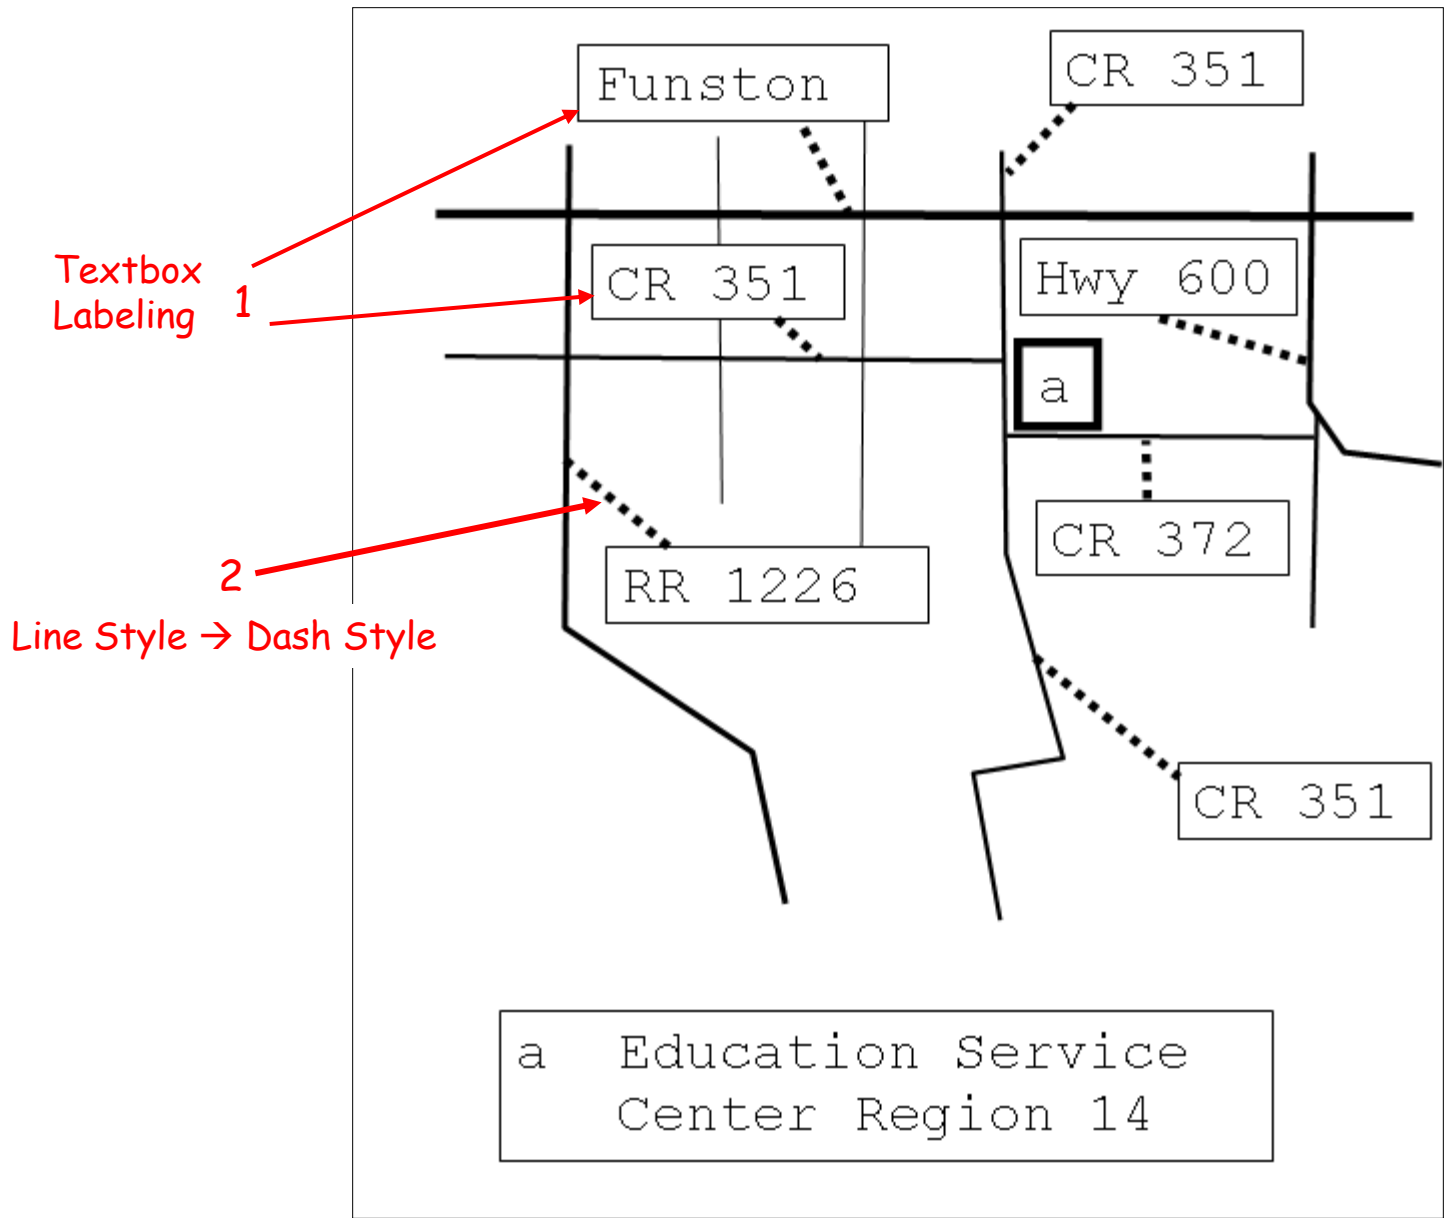 Funston
CR 351
Textbox
Labeling 1
CR 351
Hwy 600
a
CR 372
2
RR 1226
Line Style → Dash Style
CR 351
a Education Service
Center Region 14